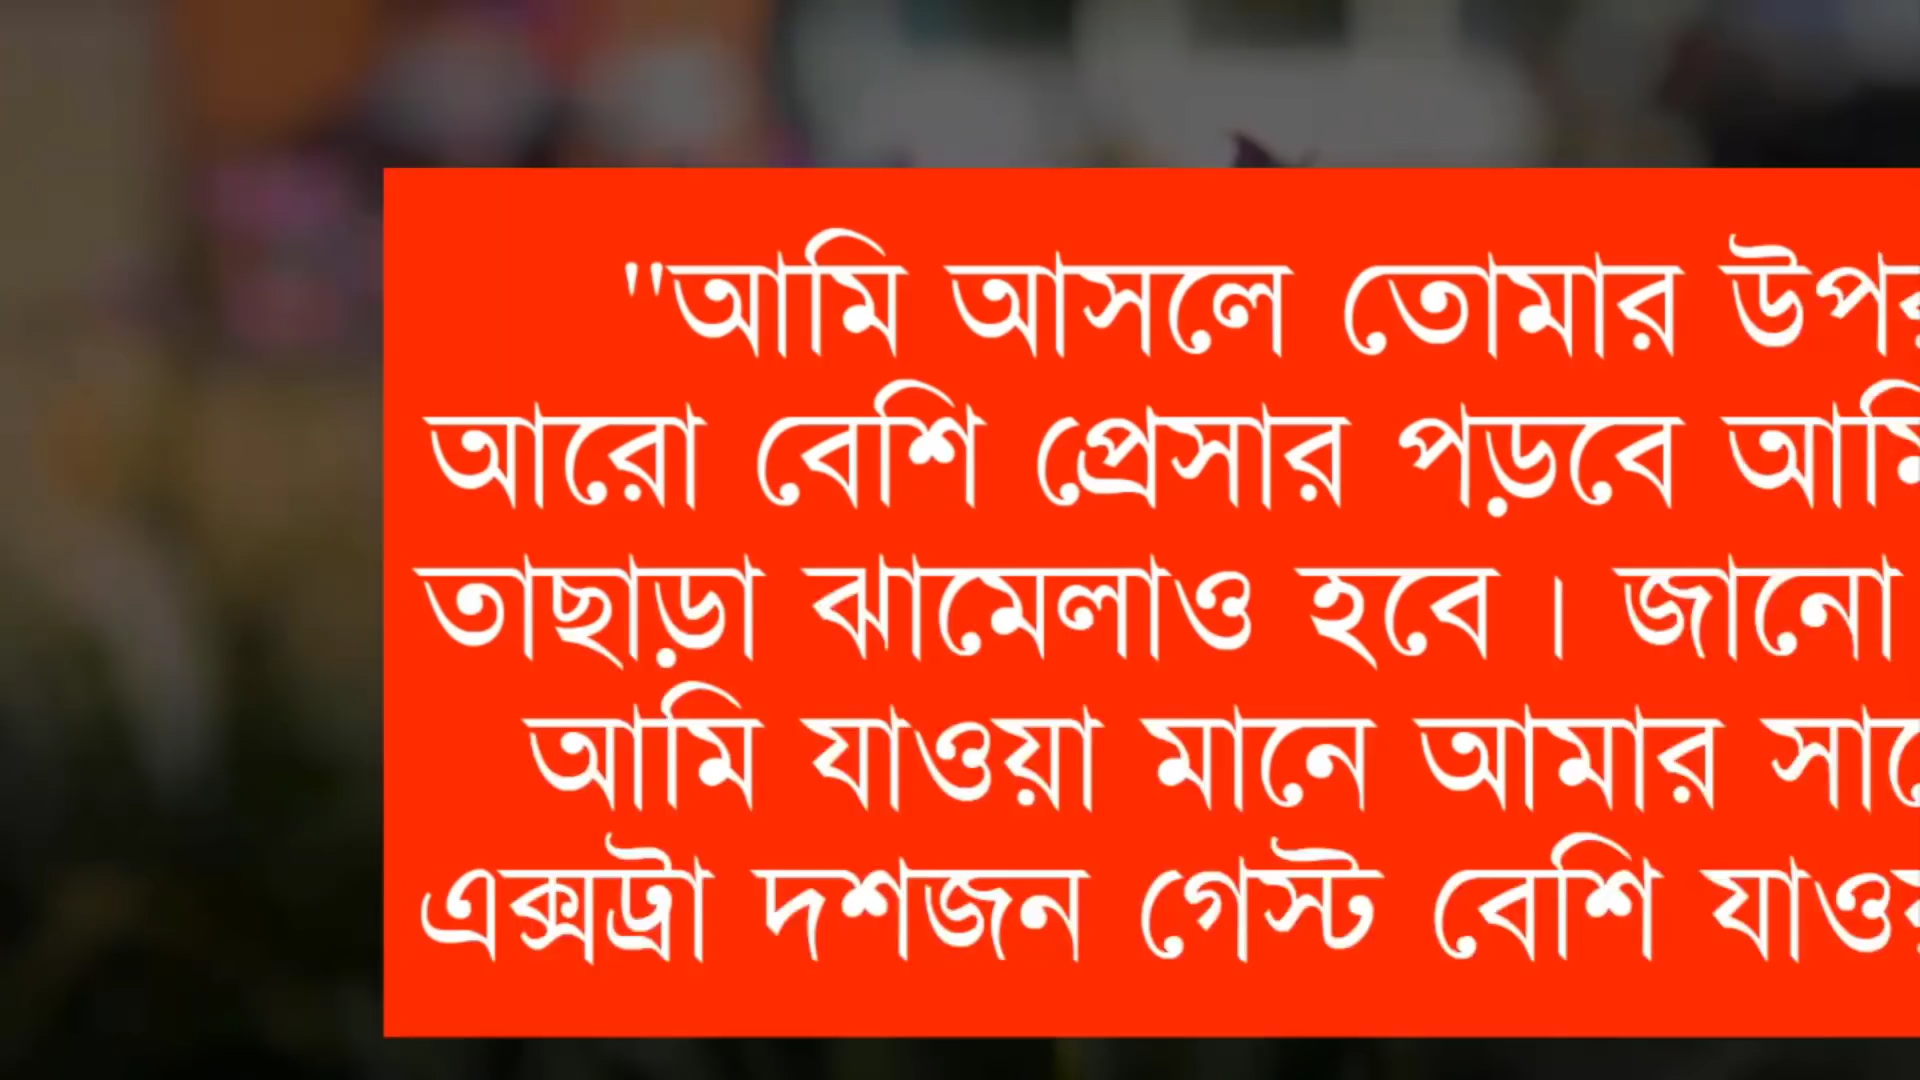 "আমি আসলে তোমার উপর
আরো বেশি প্রেসার পড়বে আমি
তাছাড়া ঝামেলাও হবে। জানো
আমি যাওয়া মানে আমার
এক্সট্রা দশজন গেস্ট বেশি